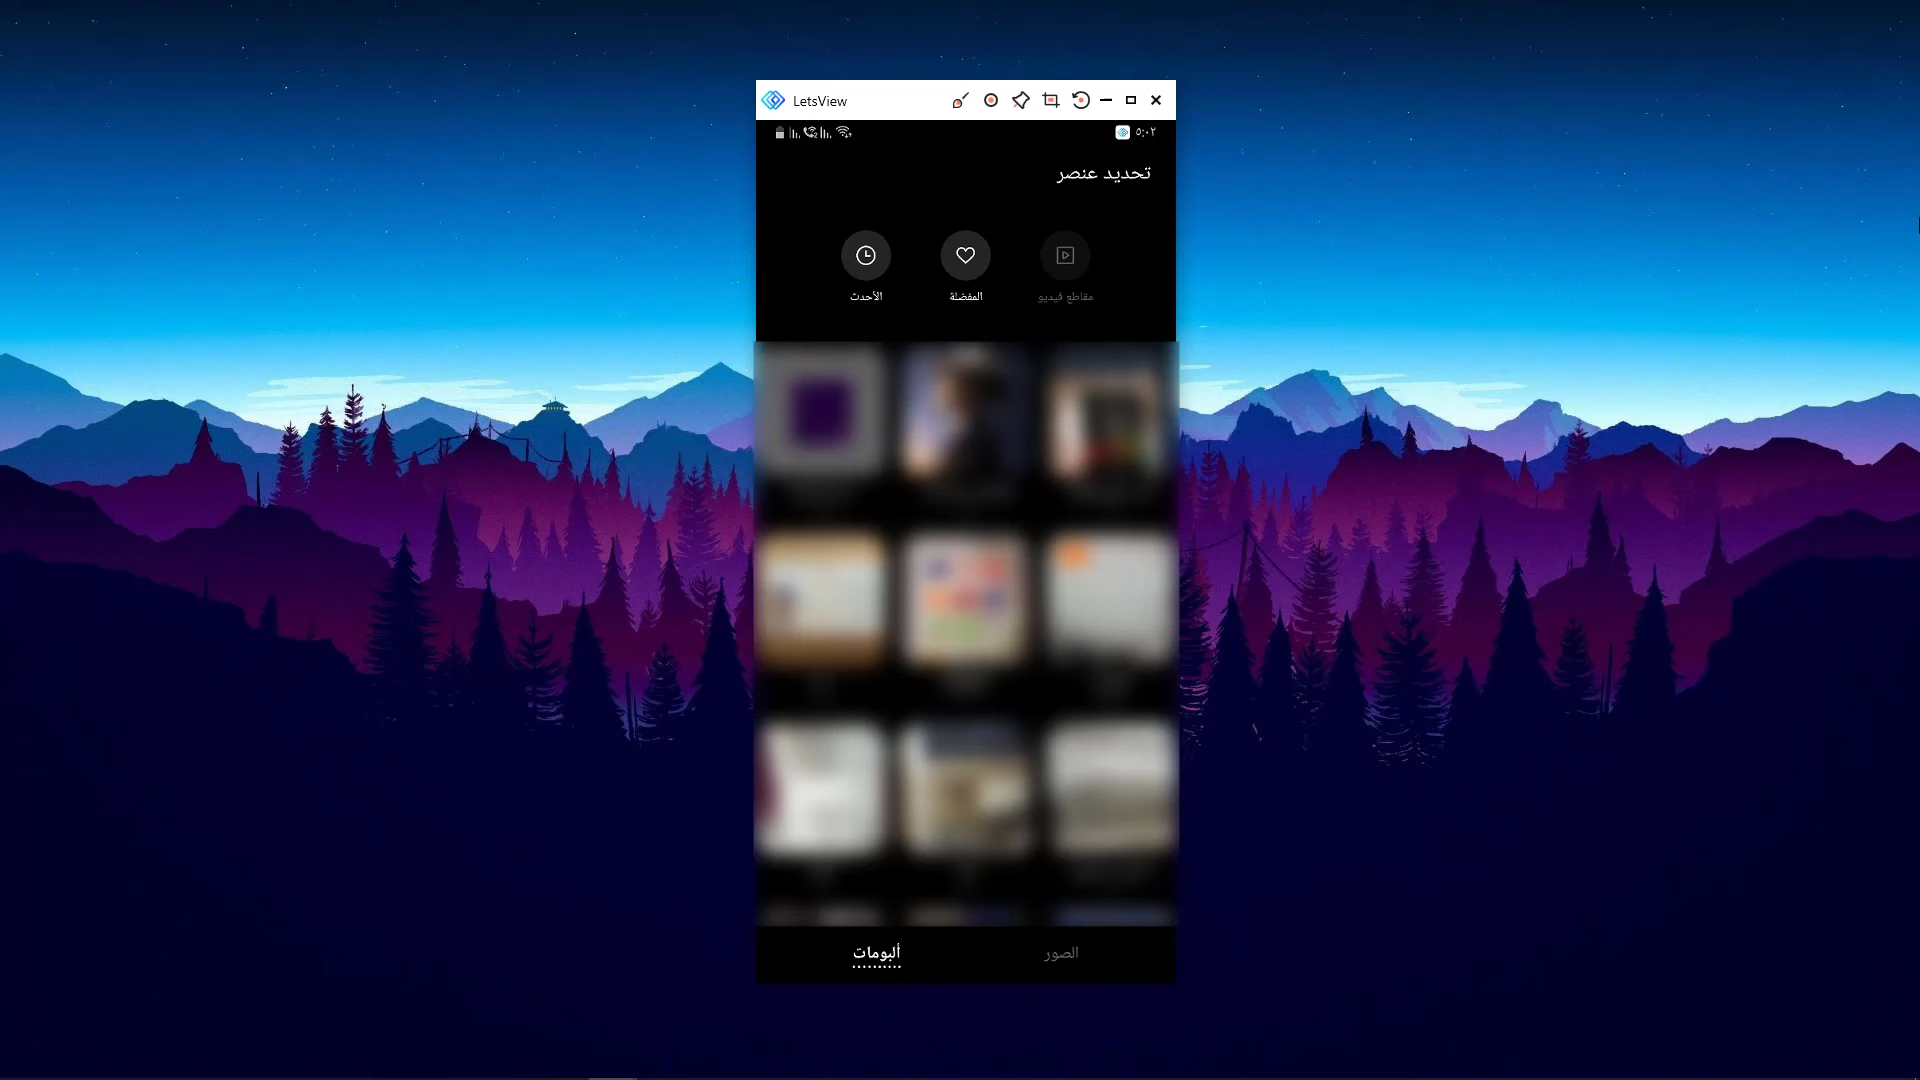 LetsView
٥:٠٢
تحديد عنصر
مقاطع فيديو
المفضلة
الأحدث
الصور
ألبومات